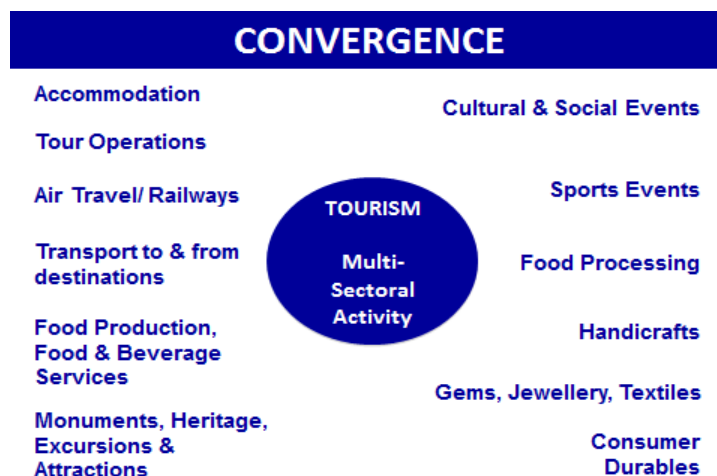 CONVERGENCE
Accommodation
Tour Operations
Air Travel/ Railways
Transport to & from
destinations
Food Production,
Food & Beverage
Services
Monuments, Heritage,
Excursions &
Attractions
TOURISM
Multi-
Sectoral
Activity
Cultural & Social Events
Sports Events
Food Processing
Handicrafts
Gems, Jewellery, Textiles
Consumer
Durables